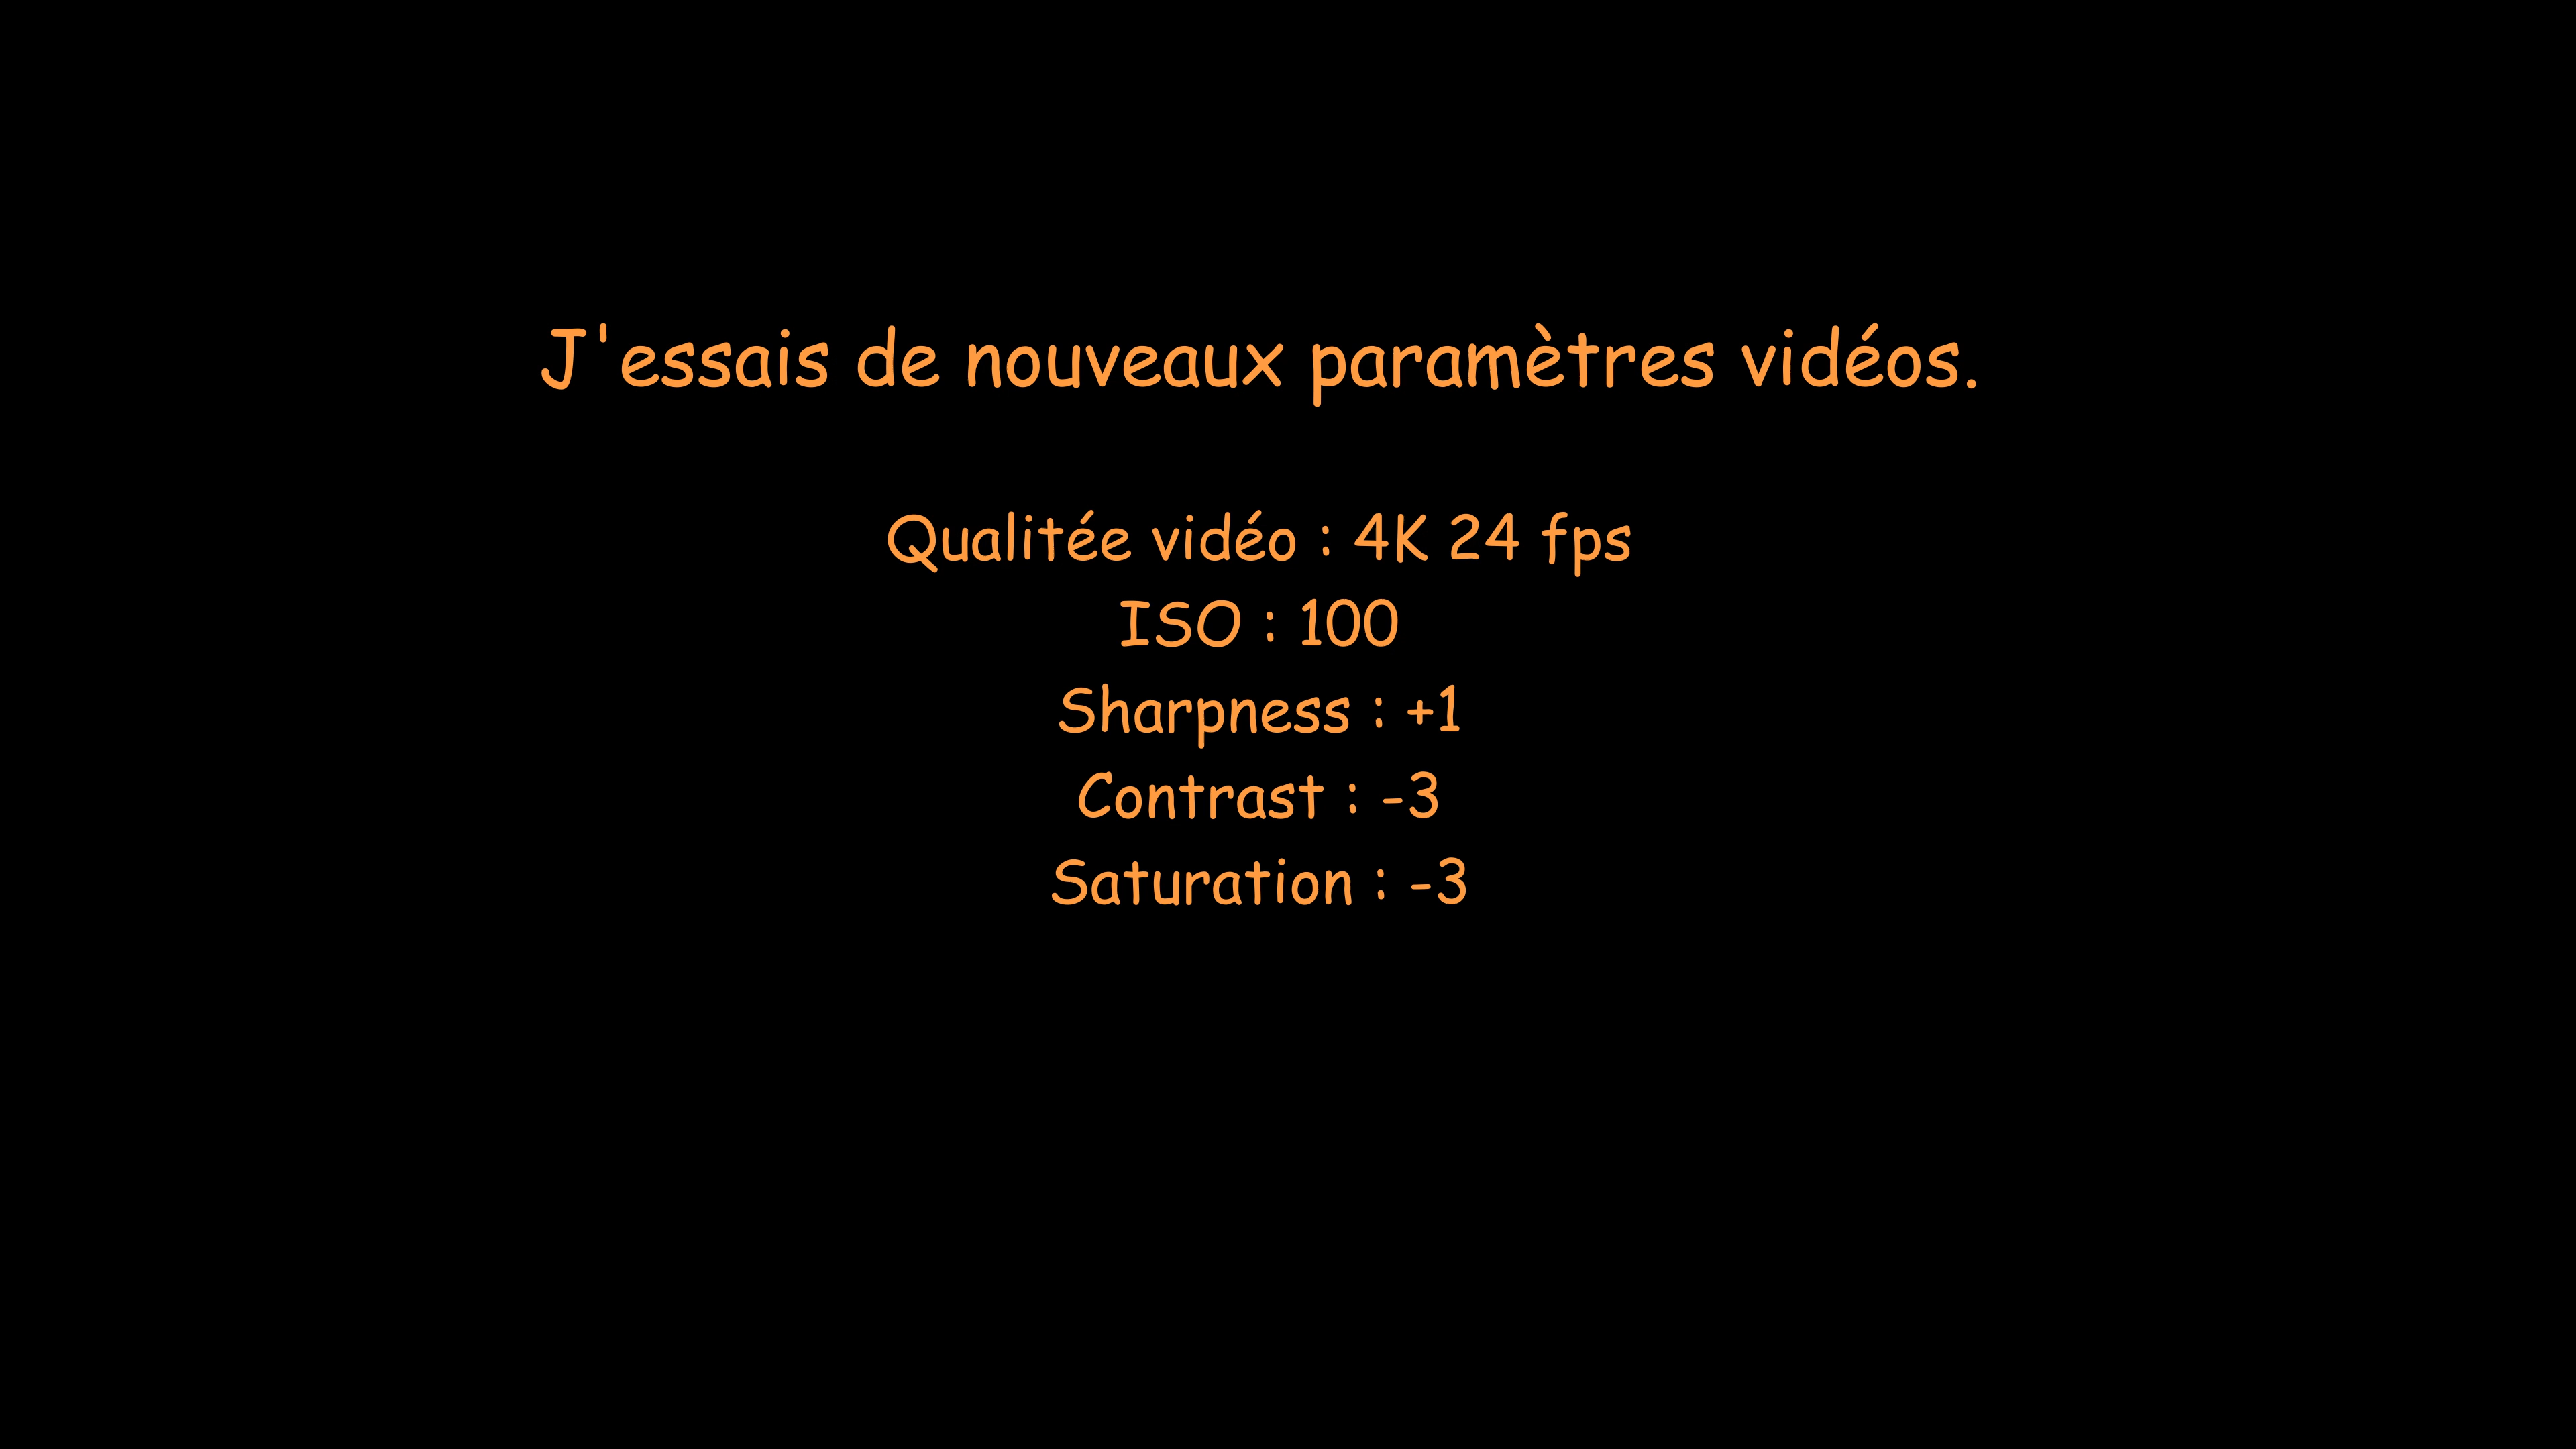 J'essais de nouveaux paramètres vidéos.
Qualitée vidéo : 4K 24 fps
ISO : 100
Sharpness : +1
Contrast : -3
Saturation : -3